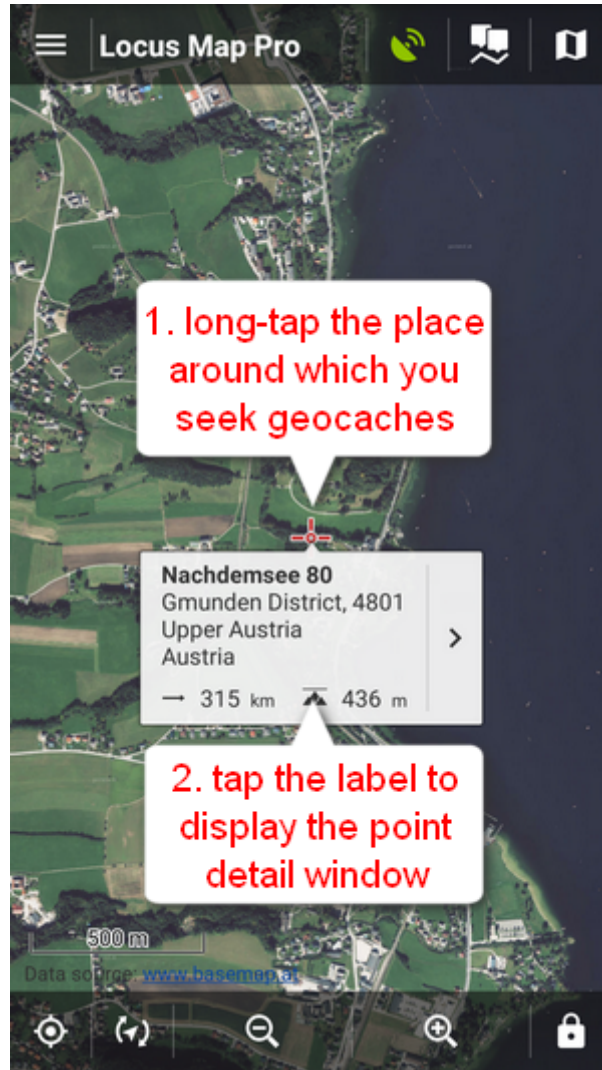 Locus Map Pro
1. long-tap the place
around which you
seek geocaches
Nachdemsee 80
Gmunden District, 4801
Upper Austria
Austria
315 km 436 m
2. tap the label to
display the point
detail window
500 m
Data source: www.basemap.at